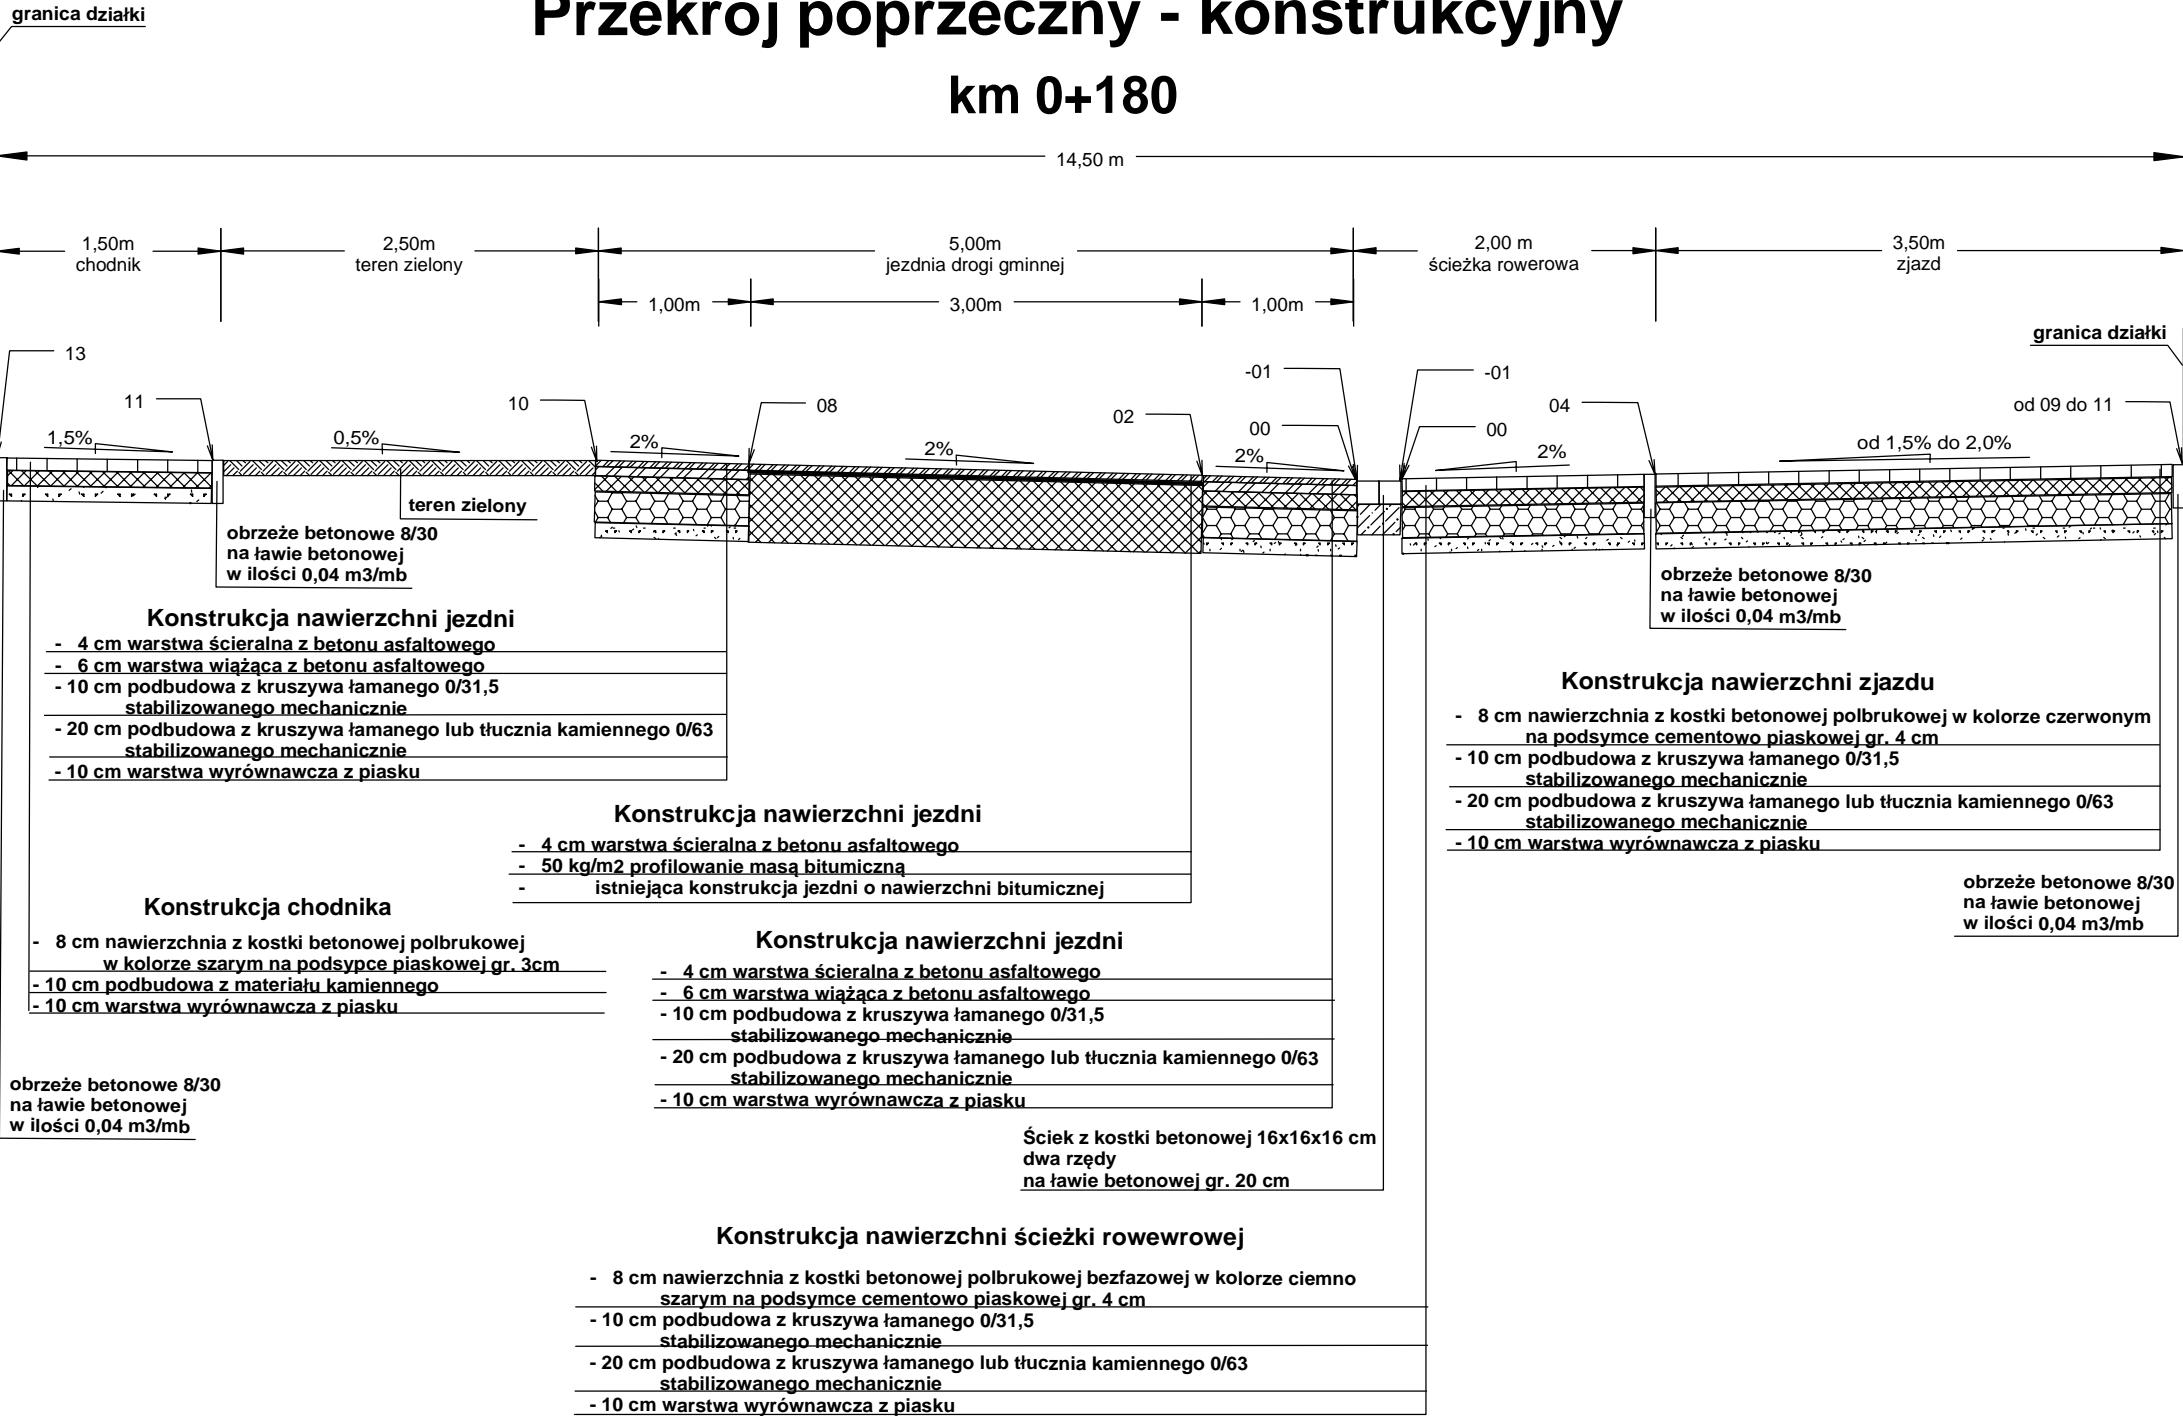 granica działki
Przekrój poprzeczny - konstrukcyjny
km 0+180
14,50 m
1,50m
chodnik
2,50m
teren zielony
5,00m
jezdnia drogi gminnej
2,00 m
ścieżka rowerowa
3,50m
zjazd
1,00m
3,00m
1,00m
granica działki
13
11
10
08
02
-01
00
-01
00
04
od 09 do 11
1,5%
0,5%
2%
2%
2%
2%
od 1,5% do 2,0%
teren zielony
obrzeże betonowe 8/30
na ławie betonowej
w ilości 0,04 m3/mb
obrzeże betonowe 8/30
na ławie betonowej
w ilości 0,04 m3/mb
Konstrukcja nawierzchni jezdni
- 4 cm warstwa ścieralna z betonu asfaltowego
- 6 cm warstwa wiążąca z betonu asfaltowego
- 10 cm podbudowa z kruszywa łamanego 0/31,5
stabilizowanego mechanicznie
- 20 cm podbudowa z kruszywa łamanego lub tłucznia kamiennego 0/63
stabilizowanego mechanicznie
- 10 cm warstwa wyrównawcza z piasku
Konstrukcja nawierzchni zjazdu
- 8 cm nawierzchnia z kostki betonowej polbrukowej w kolorze czerwonym
na podsymce cementowo piaskowej gr. 4 cm
- 10 cm podbudowa z kruszywa łamanego 0/31,5
stabilizowanego mechanicznie
- 20 cm podbudowa z kruszywa łamanego lub tłucznia kamiennego 0/63
stabilizowanego mechanicznie
- 10 cm warstwa wyrównawcza z piasku
Konstrukcja nawierzchni jezdni
- 4 cm warstwa ścieralna z betonu asfaltowego
- 50 kg/m2 profilowanie masą bitumiczną
- istniejąca konstrukcja jezdni o nawierzchni bitumicznej
obrzeże betonowe 8/30
na ławie betonowej
w ilości 0,04 m3/mb
Konstrukcja chodnika
- 8 cm nawierzchnia z kostki betonowej polbrukowej
w kolorze szarym na podsypce piaskowej gr. 3cm
- 10 cm podbudowa z materiału kamiennego
- 10 cm warstwa wyrównawcza z piasku
Konstrukcja nawierzchni jezdni
- 4 cm warstwa ścieralna z betonu asfaltowego
- 6 cm warstwa wiążąca z betonu asfaltowego
- 10 cm podbudowa z kruszywa łamanego 0/31,5
stabilizowanego mechanicznie
- 20 cm podbudowa z kruszywa łamanego lub tłucznia kamiennego 0/63
stabilizowanego mechanicznie
- 10 cm warstwa wyrównawcza z piasku
obrzeże betonowe 8/30
na ławie betonowej
w ilości 0,04 m3/mb
Ściek z kostki betonowej 16x16x16 cm
dwa rzędy
na ławie betonowej gr. 20 cm
Konstrukcja nawierzchni ścieżki rowewrowej
- 8 cm nawierzchnia z kostki betonowej polbrukowej bezfazowej w kolorze ciemno
szarym na podsymce cementowo piaskowej gr. 4 cm
- 10 cm podbudowa z kruszywa łamanego 0/31,5
stabilizowanego mechanicznie
- 20 cm podbudowa z kruszywa łamanego lub tłucznia kamiennego 0/63
stabilizowanego mechanicznie
- 10 cm warstwa wyrównawcza z piasku